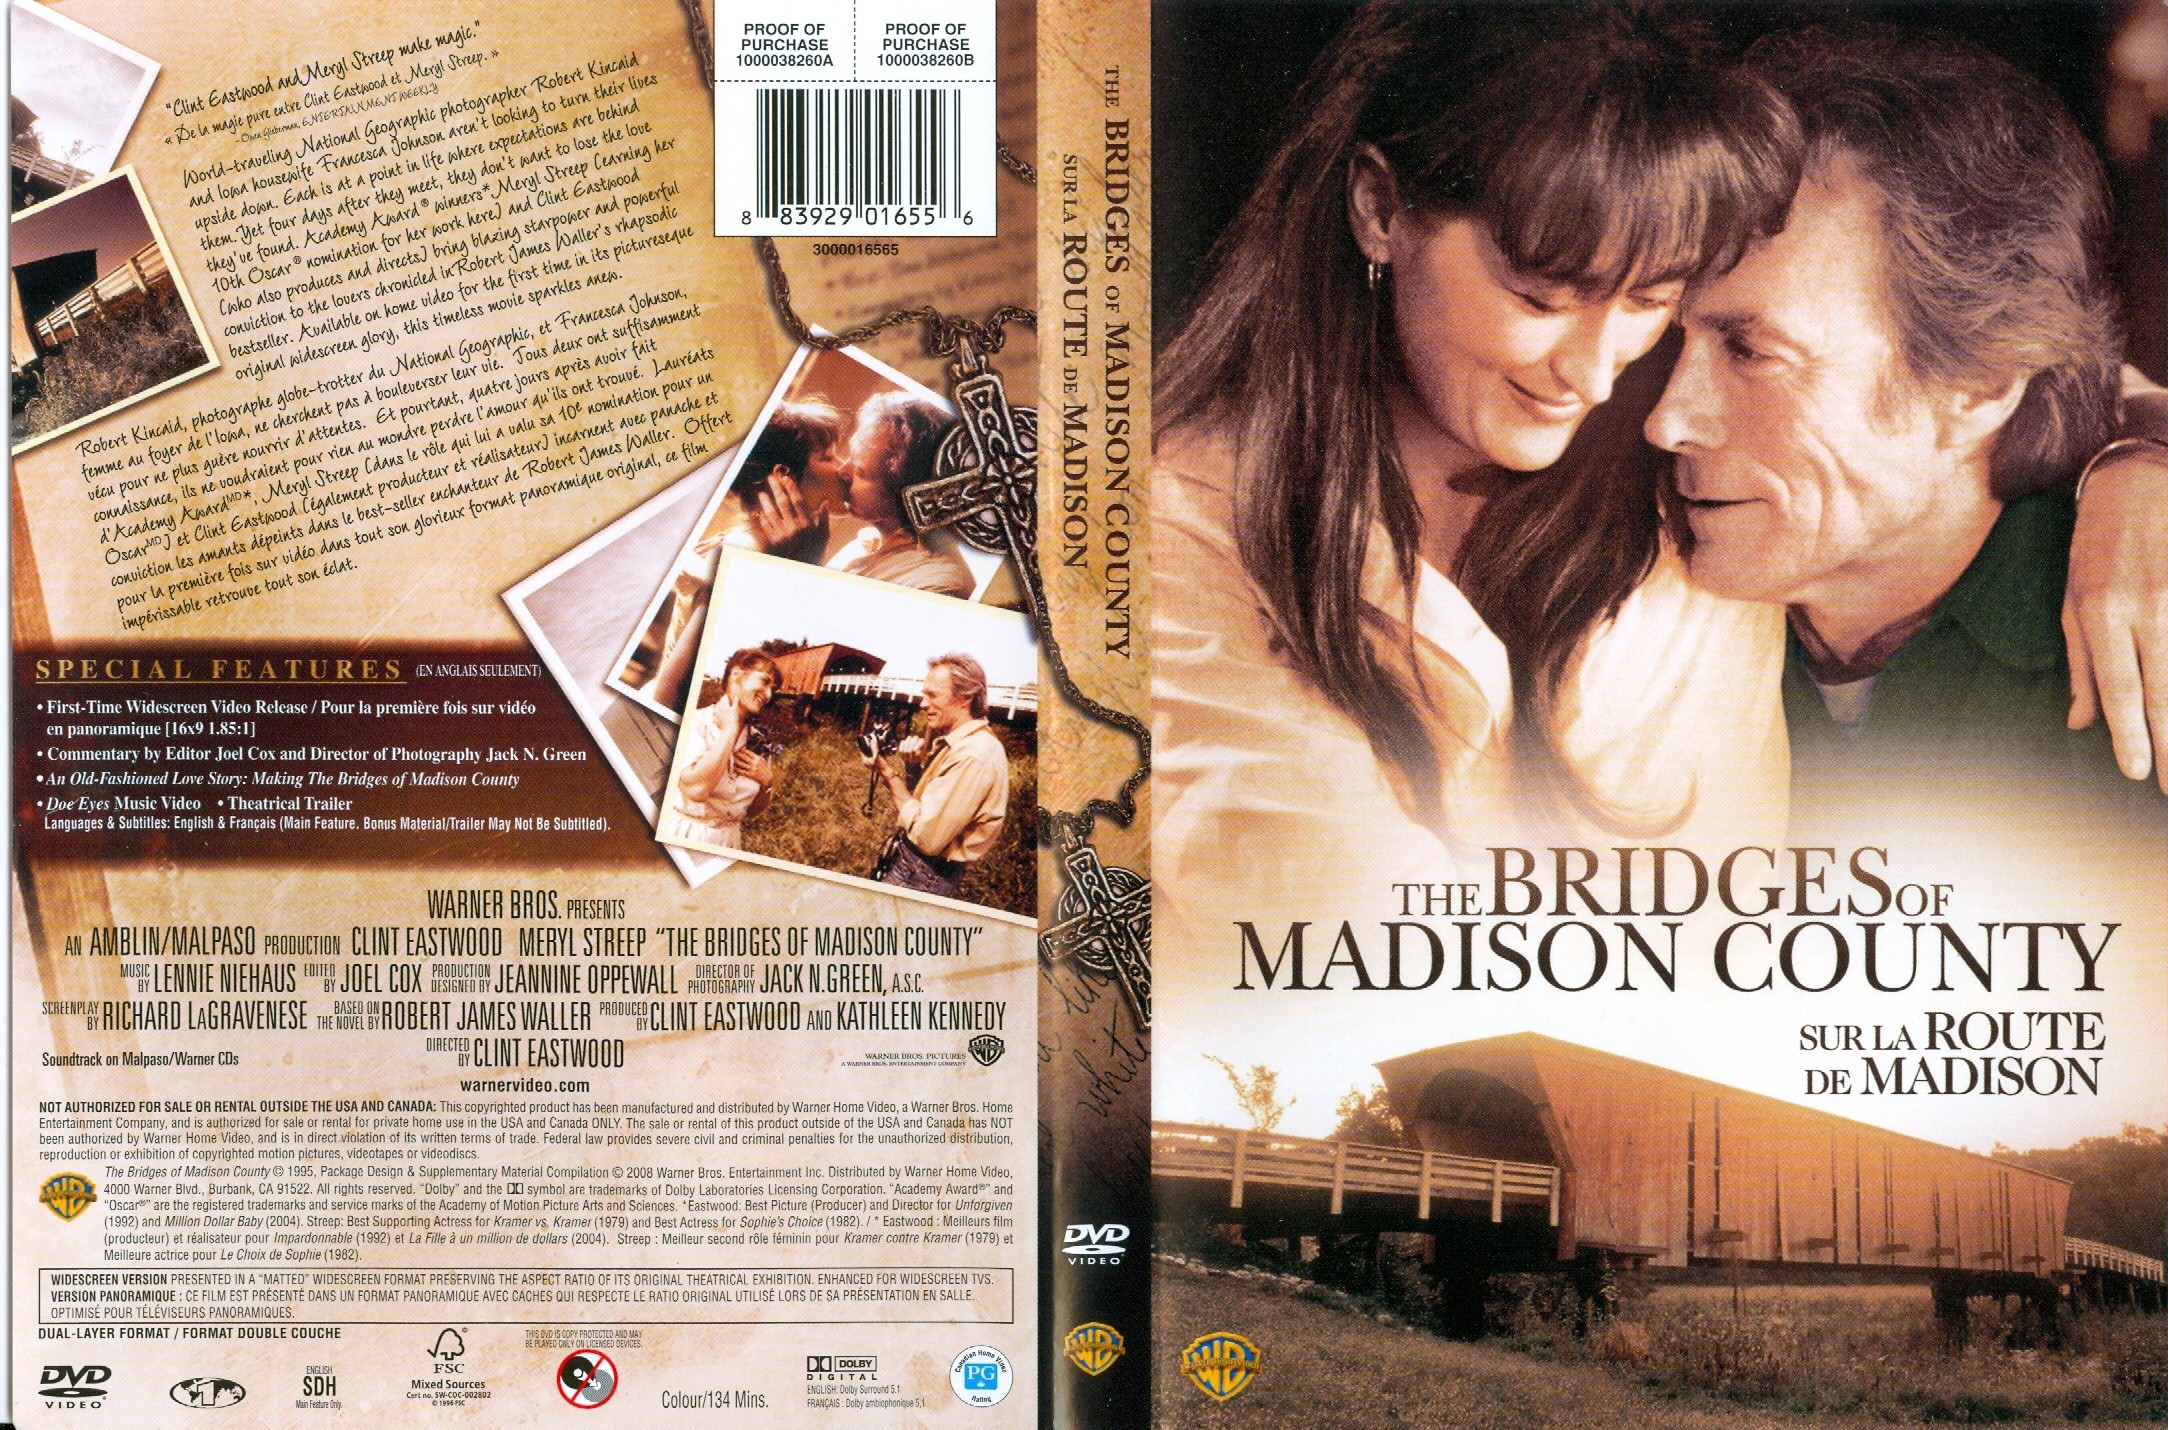 "Clint Eastwood and Meryl Streep make magic."
« De la magie pure entre Clint Eastwood et Meryl Streep. »
- Owen Gleiberman, ENTERTAINMENT WEEKLY
World-traveling National Geographic photographer Robert Kincaid
and Iowa housewife Francesca Johnson aren't looking to turn their lives
upside down. Each is at a point in life where expectations are behind
them. Yet four days after they meet, they don't want to lose the love
they've found. Academy Award® winners* Meryl Streep (earning her
10th Oscar® nomination for her work here) and Clint Eastwood
(who also produces and directs) bring blazing starpower and powerful
conviction to the lovers chronicled in Robert James Waller's rhapsodic
bestseller. Available on home video for the first time in its picturesque
original widescreen glory, this timeless movie sparkles anew.
Robert Kincaid, photographe globe-trotter du National Geographic, et Francesca Johnson,
femme au foyer de l'Iowa, ne cherchent pas à bouleverser leur vie. Tous deux ont suffisamment
vécu pour ne plus guère nourrir d'attentes. Et pourtant, quatre jours après avoir fait
connaissance, ils ne voudraient pour rien au monde perdre l'amour qu'ils ont trouvé. Lauréats
d'Academy AwardMD*, Meryl Streep (dans le rôle qui lui a valu sa 10e nomination pour un
OscarMD) et Clint Eastwood (également producteur et réalisateur) incarnent avec panache et
conviction les amants dépeints dans le best-seller enchanteur de Robert James Waller. Offert
pour la première fois sur vidéo dans tout son glorieux format panoramique original, ce film
impérissable retrouve tout son éclat.
PROOF OF PURCHASE 1000038260A
PROOF OF PURCHASE 1000038260B
8 83929 01655 6
3000016565
SPECIAL FEATURES (EN ANGLAIS SEULEMENT)
• First-Time Widescreen Video Release / Pour la première fois sur vidéo
en panoramique [16x9 1.85:1]
• Commentary by Editor Joel Cox and Director of Photography Jack N. Green
• An Old-Fashioned Love Story: Making The Bridges of Madison County
• Doe Eyes Music Video • Theatrical Trailer
Languages & Subtitles: English & Français (Main Feature. Bonus Material/Trailer May Not Be Subtitled).
WARNER BROS. PRESENTS
AN AMBLIN/MALPASO PRODUCTION CLINT EASTWOOD MERYL STREEP "THE BRIDGES OF MADISON COUNTY"
MUSIC BY LENNIE NIEHAUS EDITED BY JOEL COX PRODUCTION DESIGNED BY JEANNINE OPPEWALL DIRECTOR OF PHOTOGRAPHY JACK N. GREEN, A.S.C.
SCREENPLAY BY RICHARD LaGRAVENESE BASED ON THE NOVEL BY ROBERT JAMES WALLER PRODUCED BY CLINT EASTWOOD AND KATHLEEN KENNEDY
DIRECTED BY CLINT EASTWOOD
Soundtrack on Malpaso/Warner CDs
WARNER BROS. PICTURES
A WARNER BROS. ENTERTAINMENT COMPANY
warnervideo.com
NOT AUTHORIZED FOR SALE OR RENTAL OUTSIDE THE USA AND CANADA: This copyrighted product has been manufactured and distributed by Warner Home Video, a Warner Bros. Home
Entertainment Company, and is authorized for sale or rental for private home use in the USA and Canada ONLY. The sale or rental of this product outside of the USA and Canada has NOT
been authorized by Warner Home Video, and is in direct violation of its written terms of trade. Federal law provides severe civil and criminal penalties for the unauthorized distribution,
reproduction or exhibition of copyrighted motion pictures, videotapes or videodiscs.
The Bridges of Madison County © 1995, Package Design & Supplementary Material Compilation © 2008 Warner Bros. Entertainment Inc. Distributed by Warner Home Video,
4000 Warner Blvd., Burbank, CA 91522. All rights reserved. "Dolby" and the symbol are trademarks of Dolby Laboratories Licensing Corporation. "Academy Award®" and
"Oscar®" are the registered trademarks and service marks of the Academy of Motion Picture Arts and Sciences. *Eastwood: Best Picture (Producer) and Director for Unforgiven
(1992) and Million Dollar Baby (2004). Streep: Best Supporting Actress for Kramer vs. Kramer (1979) and Best Actress for Sophie's Choice (1982). / * Eastwood : Meilleurs film
(producteur) et réalisateur pour Impardonnable (1992) et La Fille à un million de dollars (2004). Streep : Meilleur second rôle féminin pour Kramer contre Kramer (1979) et
Meilleure actrice pour Le Choix de Sophie (1982).
WIDESCREEN VERSION PRESENTED IN A "MATTED" WIDESCREEN FORMAT PRESERVING THE ASPECT RATIO OF ITS ORIGINAL THEATRICAL EXHIBITION. ENHANCED FOR WIDESCREEN TVS.
VERSION PANORAMIQUE : CE FILM EST PRÉSENTÉ DANS UN FORMAT PANORAMIQUE AVEC CACHES QUI RESPECTE LE RATIO ORIGINAL UTILISÉ LORS DE SA PRÉSENTATION EN SALLE.
OPTIMISÉ POUR TÉLÉVISEURS PANORAMIQUES.
DUAL-LAYER FORMAT / FORMAT DOUBLE COUCHE
DVD VIDEO
1
ENGLISH SDH Main Feature Only.
FSC
Mixed Sources
Cert no. SW-COC-002802
© 1996 FSC
THIS DVD IS COPY PROTECTED AND MAY
BE PLAYED ONLY ON LICENSED DEVICES.
Colour/134 Mins.
DOLBY DIGITAL
ENGLISH: Dolby Surround 5.1
FRANÇAIS : Dolby ambiophonique 5,1
Canadian Home Video PG Rating
THE BRIDGES OF MADISON COUNTY
SUR LA ROUTE DE MADISON
white
DVD VIDEO
WB
THE BRIDGES OF
MADISON COUNTY
SUR LA ROUTE
DE MADISON
WB